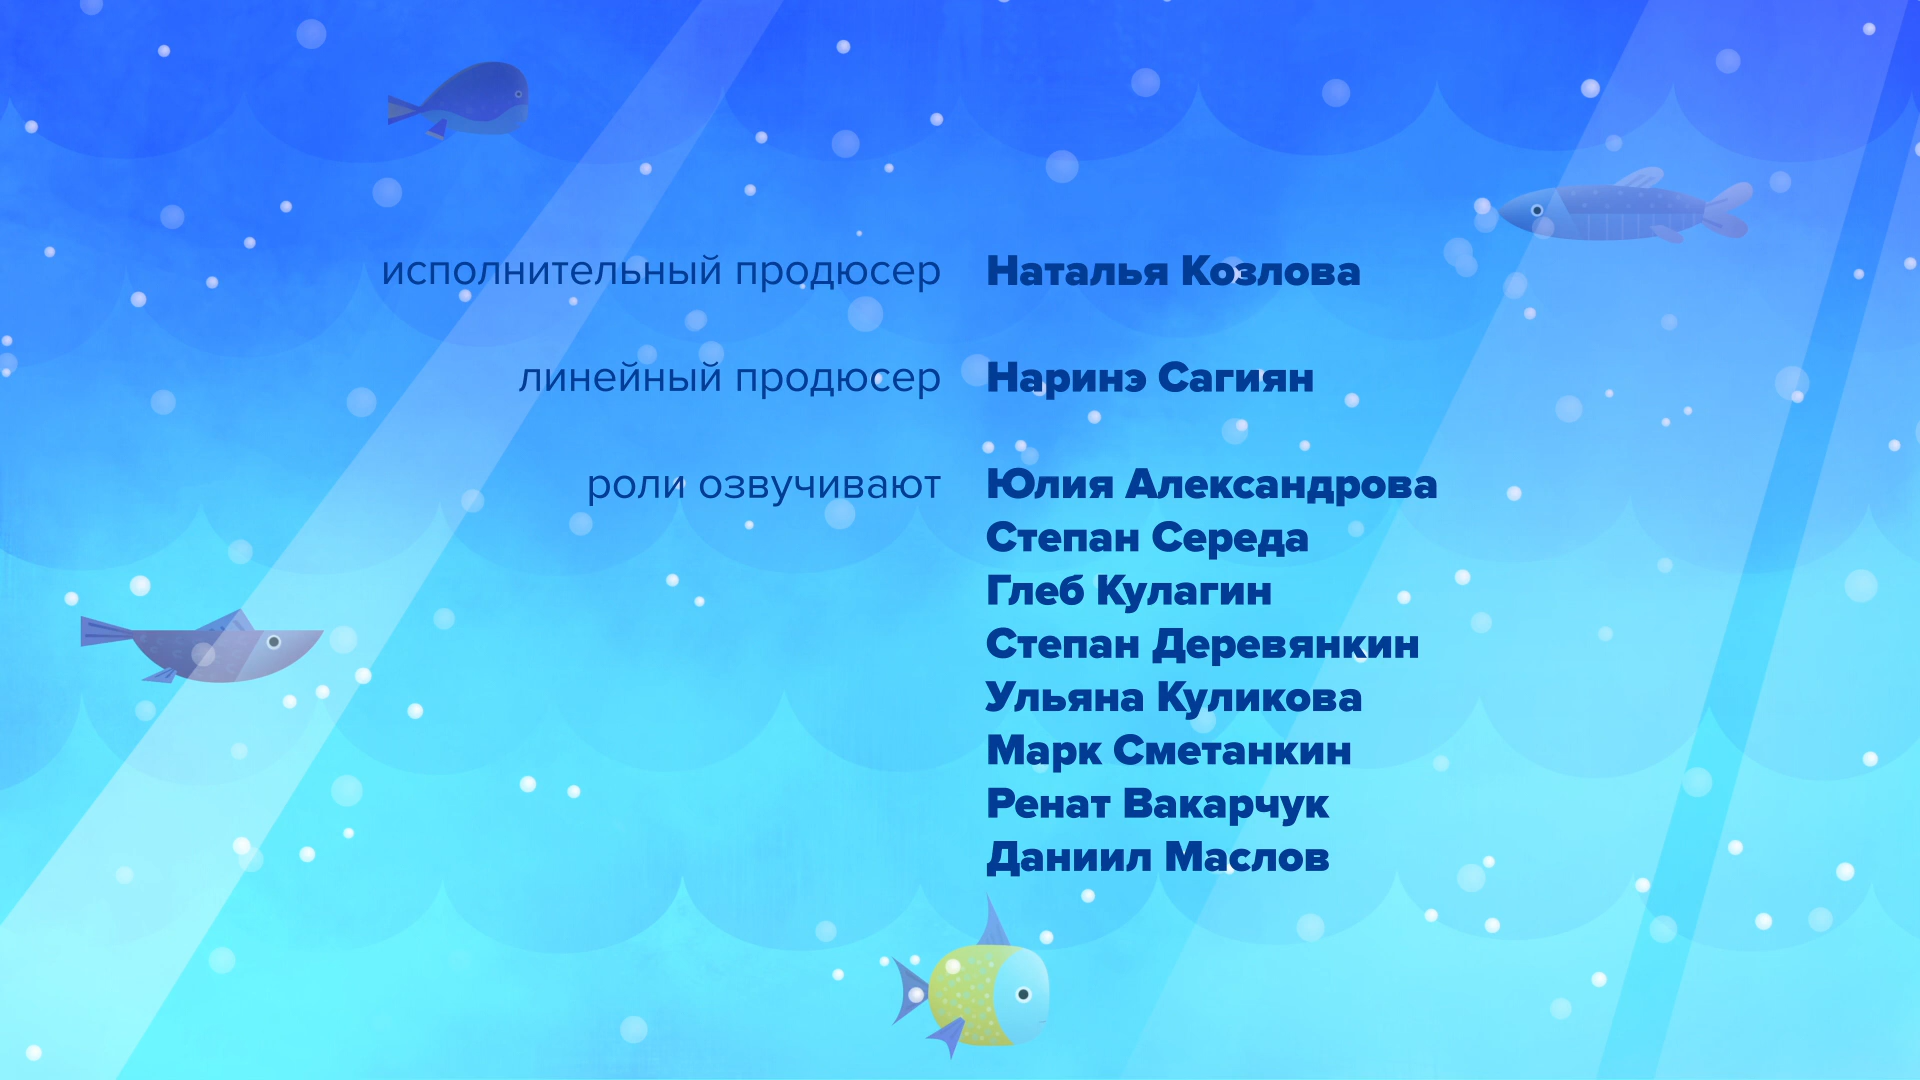 исполнительный продюсер Наталья Козлова
линейный продюсер Наринэ Сагиян
роли озвучивают Юлия Александрова
Степан Середа
Глеб Кулагин
Степан Деревянкин
Ульяна Куликова
Марк Сметанкин
Ренат Вакарчук
Даниил Маслов